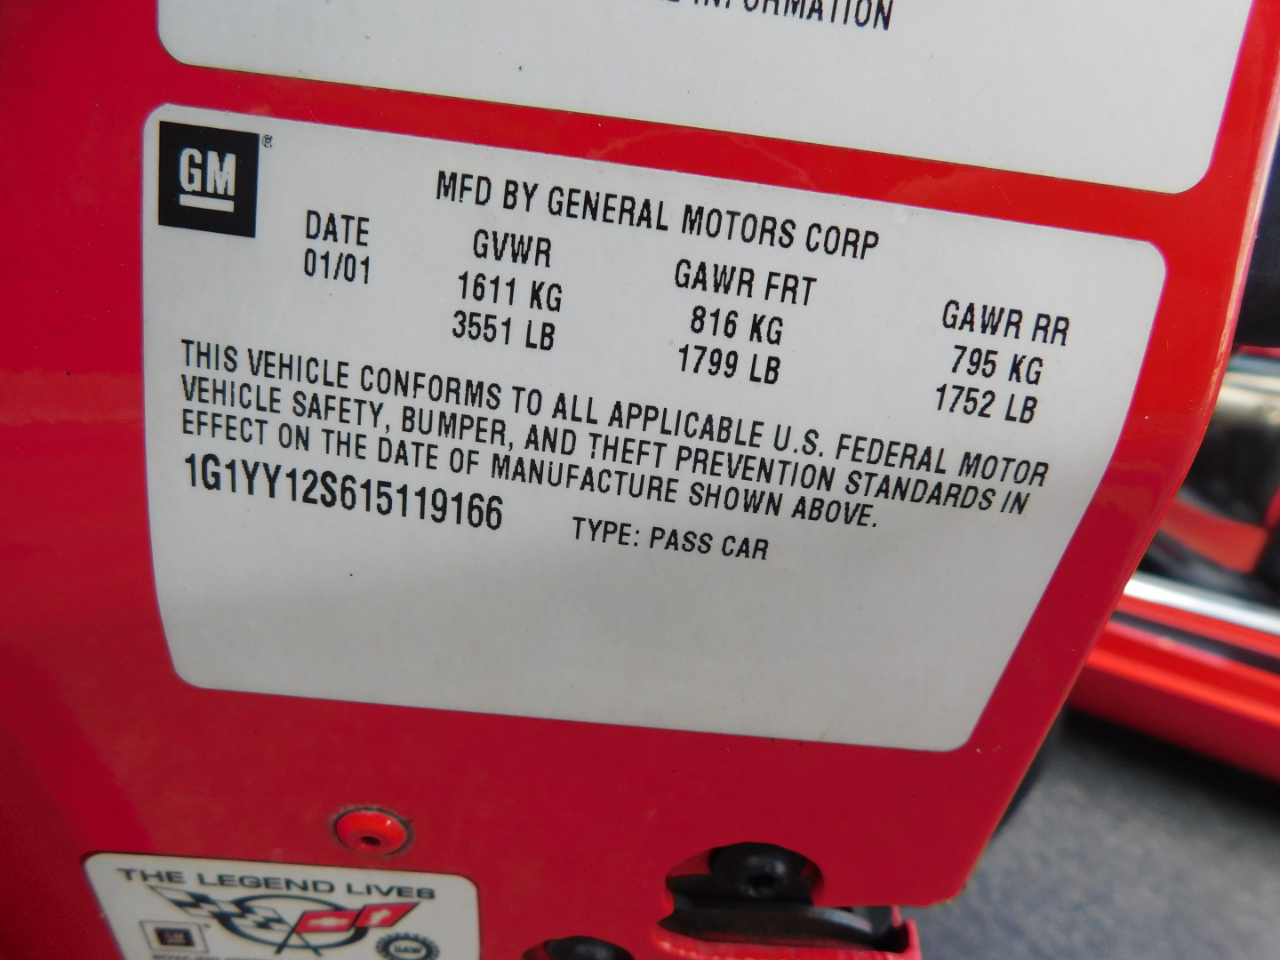 INFORMATION
GM®
MFD BY GENERAL MOTORS CORP
DATE GVWR GAWR FRT GAWR RR
01/01 1611 KG 816 KG 795 KG
3551 LB 1799 LB 1752 LB
THIS VEHICLE CONFORMS TO ALL APPLICABLE U.S. FEDERAL MOTOR
VEHICLE SAFETY, BUMPER, AND THEFT PREVENTION STANDARDS IN
EFFECT ON THE DATE OF MANUFACTURE SHOWN ABOVE.
1G1YY12S615119166 TYPE: PASS CAR
THE LEGEND LIVES
GM
UAW